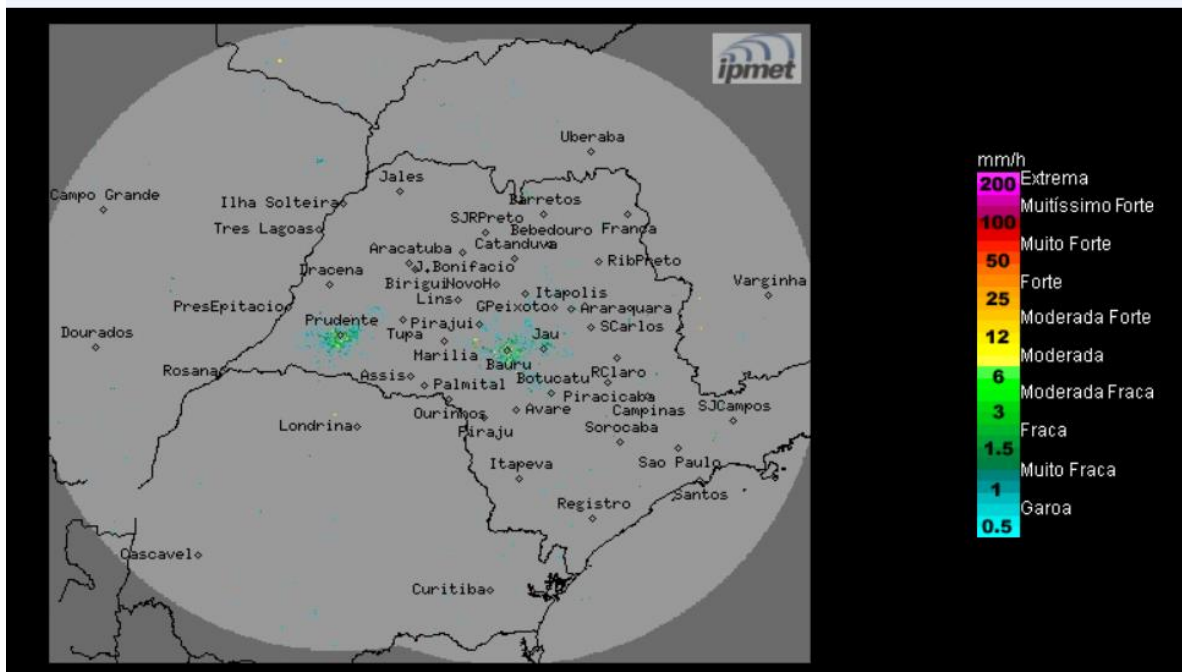 ipmet
Uberaba
Campo Grande
Jales
Ilha Solteira
Barretos
SJRPreto
Tres Lagoas
Bebedouro
Franca
Aracatuba
Catanduva
Dracena
J.Bonifacio
RibPreto
Varginha
Birigui
NovoH
Itapolis
PresEpitacio
Lins
GPeixoto
Araraquara
Dourados
Prudente
Tupa
Pirajui
Jau
SCarlos
Marilia
Bauru
Rosana
Assis
Palmital
Botucatu
RClaro
Piracicaba
Ourinhos
Avare
Campinas
SJCampos
Londrina
Piraju
Sorocaba
Itapeva
Sao Paulo
Santos
Registro
Cascavel
Curitiba
mm/h
200 Extrema
Muitíssimo Forte
100
Muito Forte
50
Forte
25
Moderada Forte
12
Moderada
6
Moderada Fraca
3
Fraca
1.5
Muito Fraca
1
Garoa
0.5